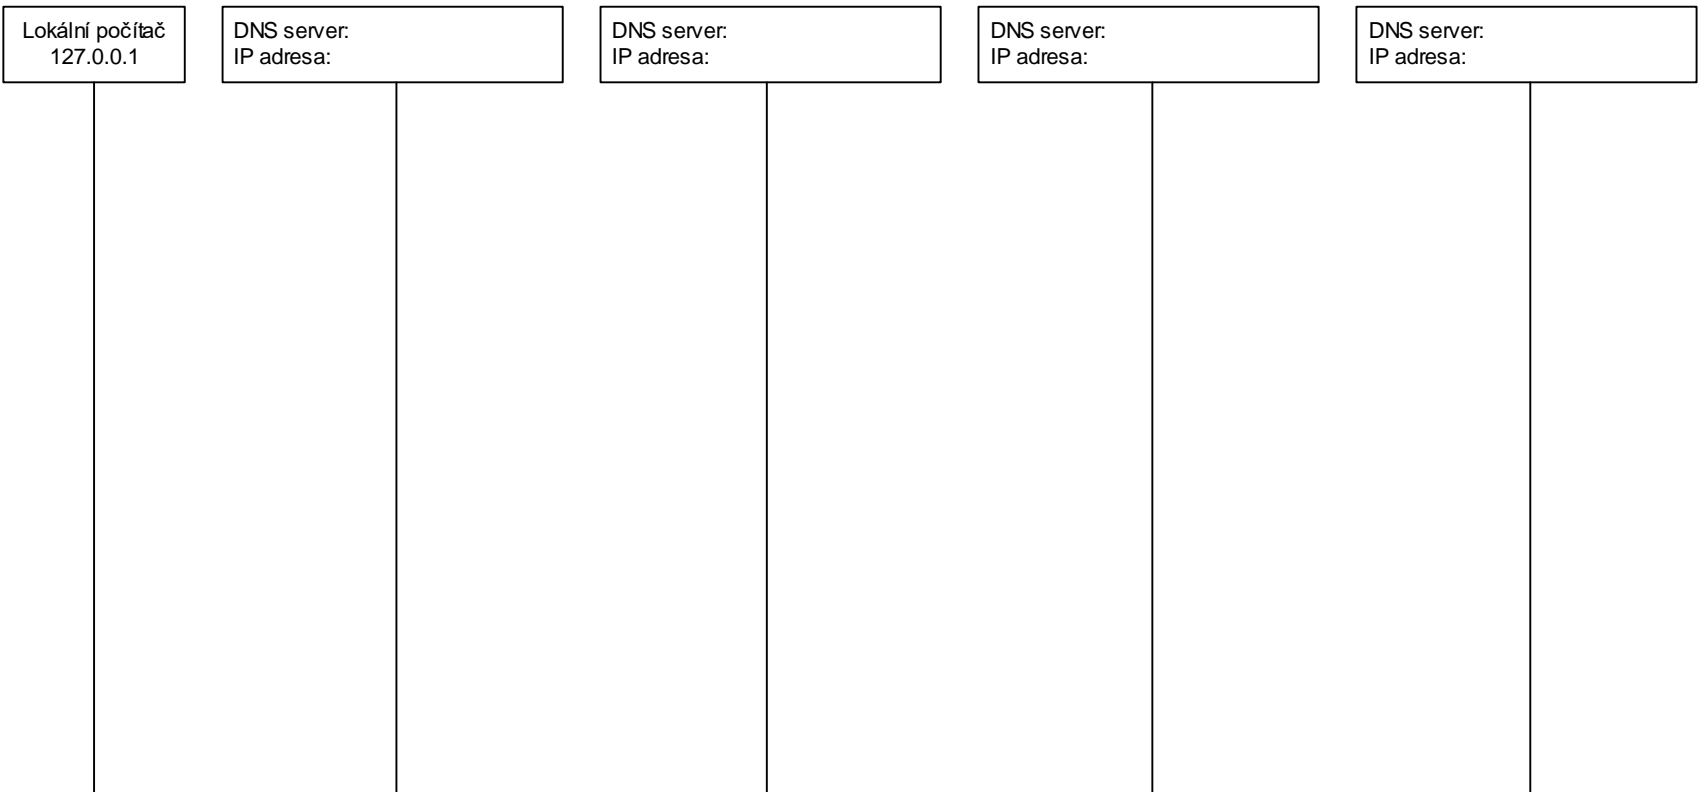 Lokální počítač
127.0.0.1
DNS server:
IP adresa:
DNS server:
IP adresa:
DNS server:
IP adresa:
DNS server:
IP adresa: